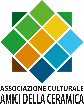 ASSOCIAZIONE CULTURALE
AMICI DELLA CERAMICA